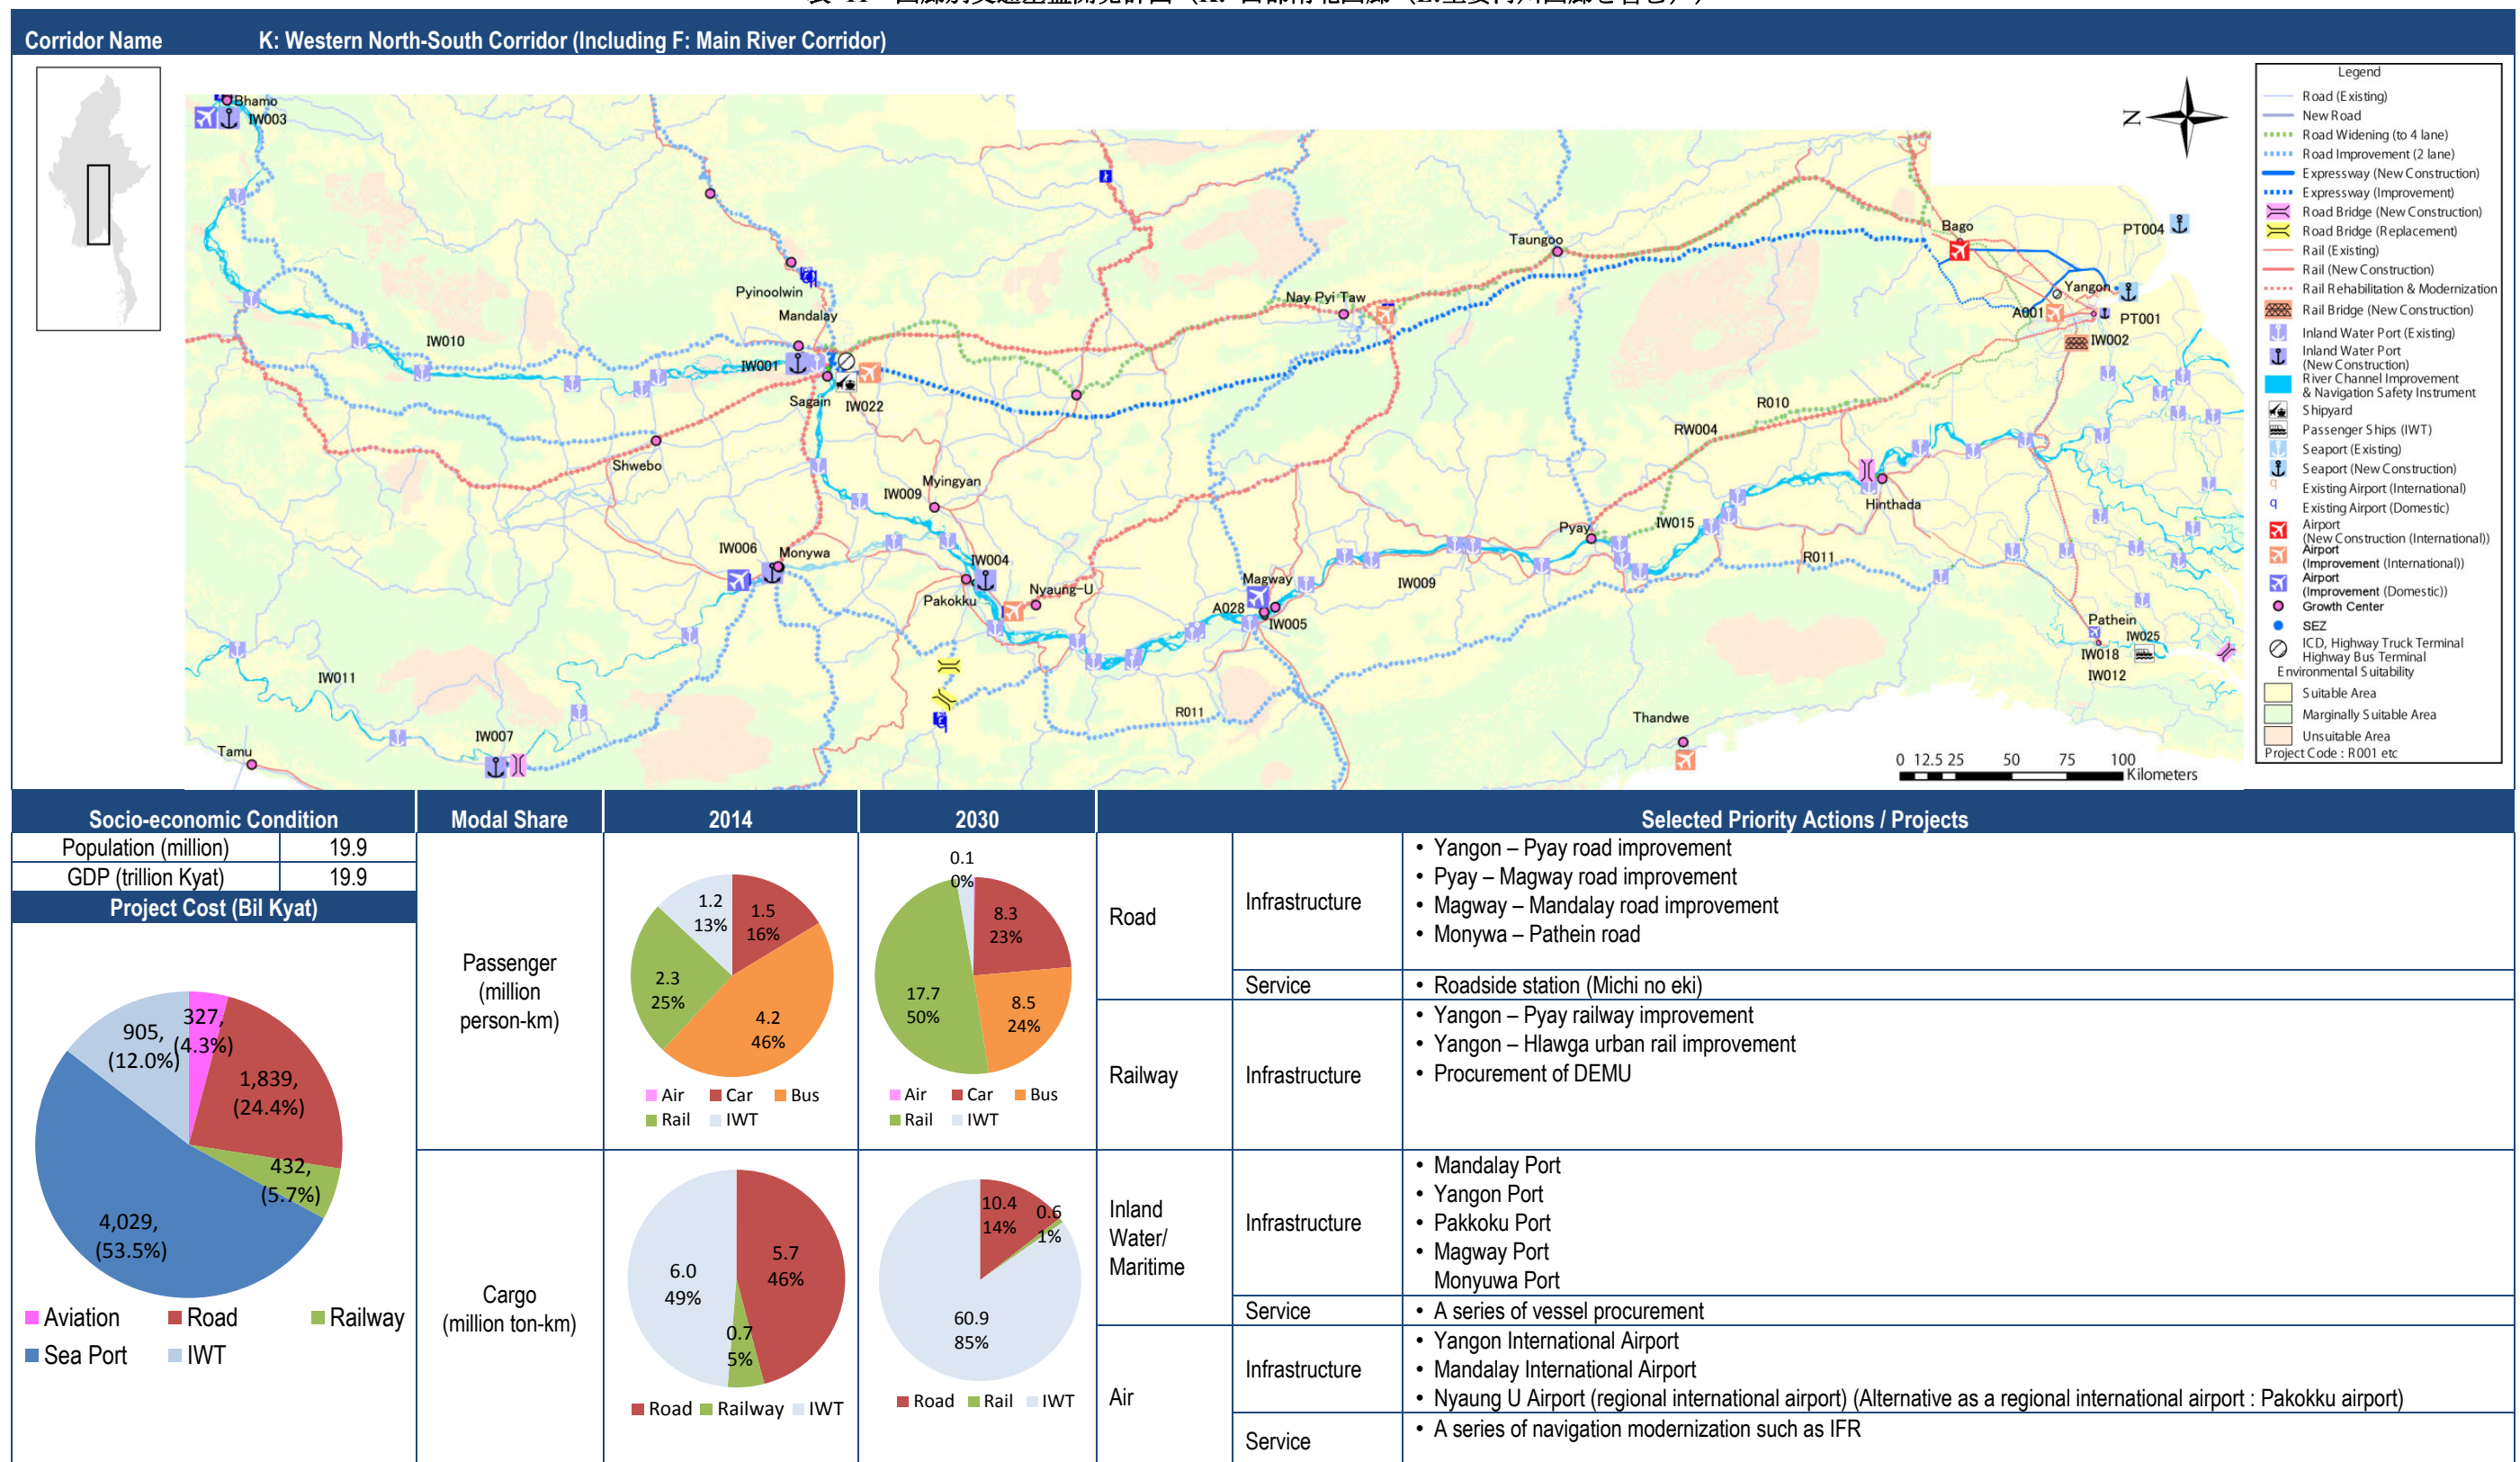 Corridor Name
K: Western North-South Corridor (Including F: Main River Corridor)
Bhamo
IW003
Pyinoolwin
Mandalay
IW010
IW001
Sagain
IW022
Shwebo
Myingyan
IW009
IW006
Monywa
IW004
Pakokku
Nyaung-U
IW011
IW007
Tamu
R011
Magway
A028
IW005
IW009
Nay Pyi Taw
Taungoo
Pyay
IW015
RW004
R010
R011
Hinthada
Thandwe
Bago
PT004
Yangon
A001
PT001
IW002
Pathein
IW025
IW018
IW012
N
0 12.5 25 50 75 100
Kilometers
Legend
Road (Existing)
New Road
Road Widening (to 4 lane)
Road Improvement (2 lane)
Expressway (New Construction)
Expressway (Improvement)
Road Bridge (New Construction)
Road Bridge (Replacement)
Rail (Existing)
Rail (New Construction)
Rail Rehabilitation & Modernization
Rail Bridge (New Construction)
Inland Water Port (Existing)
Inland Water Port
(New Construction)
River Channel Improvement
& Navigation Safety Instrument
Shipyard
Passenger Ships (IWT)
Seaport (Existing)
Seaport (New Construction)
q Existing Airport (International)
q Existing Airport (Domestic)
Airport
(New Construction (International))
Airport
(Improvement (International))
Airport
(Improvement (Domestic))
Growth Center
SEZ
ICD, Highway Truck Terminal
Highway Bus Terminal
Environmental Suitability
Suitable Area
Marginally Suitable Area
Unsuitable Area
Project Code : R001 etc
Socio-economic Condition
Population (million) 19.9
GDP (trillion Kyat) 19.9
Project Cost (Bil Kyat)
327,
(4.3%)
1,839,
(24.4%)
432,
(5.7%)
4,029,
(53.5%)
905,
(12.0%)
Aviation Road Railway
Sea Port IWT
Modal Share 2014 2030
Passenger
(million
person-km)
1.2
13%
1.5
16%
2.3
25%
4.2
46%
Air Car Bus
Rail IWT
0.1
0%
8.3
23%
17.7
50%
8.5
24%
Air Car Bus
Rail IWT
Cargo
(million ton-km)
6.0
49%
5.7
46%
0.7
5%
Road Railway IWT
10.4
14%
0.6
1%
60.9
85%
Road Rail IWT
Selected Priority Actions / Projects
Road
Infrastructure
• Yangon – Pyay road improvement
• Pyay – Magway road improvement
• Magway – Mandalay road improvement
• Monywa – Pathein road
Service
• Roadside station (Michi no eki)
Railway
Infrastructure
• Yangon – Pyay railway improvement
• Yangon – Hlawga urban rail improvement
• Procurement of DEMU
Inland
Water/
Maritime
Infrastructure
• Mandalay Port
• Yangon Port
• Pakkoku Port
• Magway Port
Monyuwa Port
Service
• A series of vessel procurement
Air
Infrastructure
• Yangon International Airport
• Mandalay International Airport
• Nyaung U Airport (regional international airport) (Alternative as a regional international airport : Pakokku airport)
Service
• A series of navigation modernization such as IFR